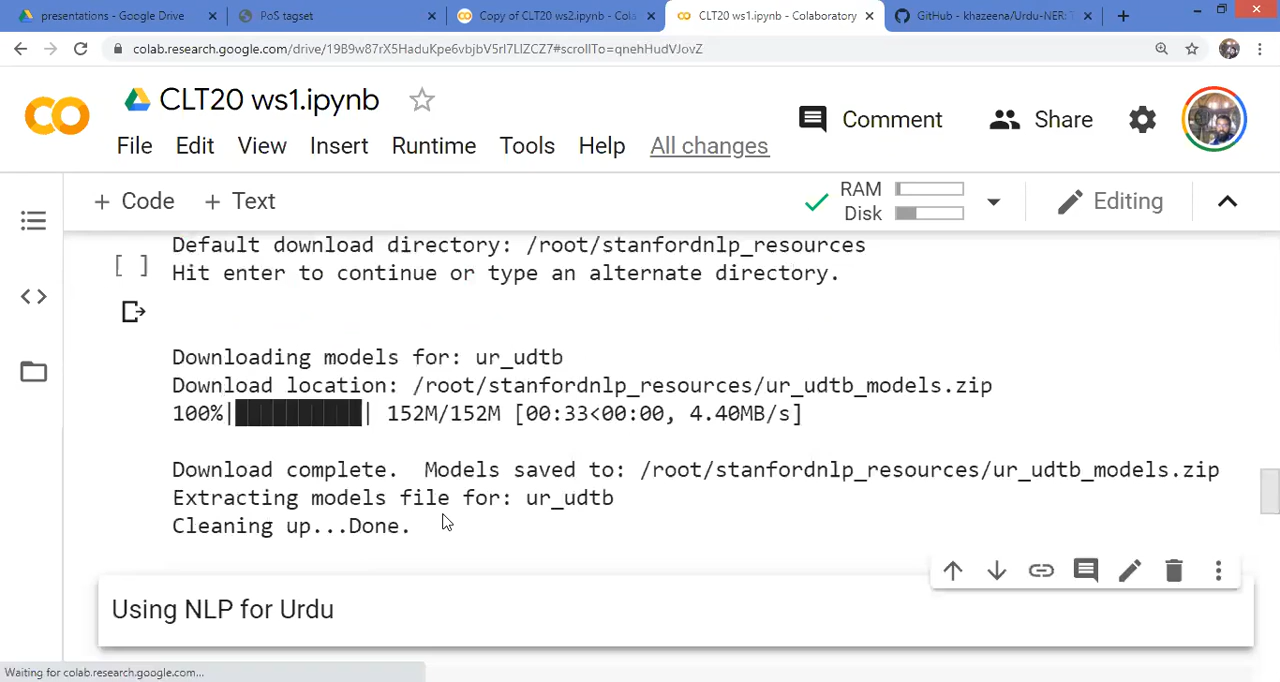 presentations - Google Drive
PoS tagset
Copy of CLT20 ws2.ipynb - Cola
CLT20 ws1.ipynb - Colaboratory
GitHub - khazeena/Urdu-NER: T
colab.research.google.com/drive/19B9w87rX5HaduKpe6vbjbV5rI7LIZCZ7#scrollTo=qnehHudVJovZ
CO
CLT20 ws1.ipynb
Comment
Share
File Edit View Insert Runtime Tools Help All changes
+ Code + Text
RAM
Disk
Editing
Default download directory: /root/stanfordnlp_resources
[ ] Hit enter to continue or type an alternate directory.
Downloading models for: ur_udtb
Download location: /root/stanfordnlp_resources/ur_udtb_models.zip
100%|██████████| 152M/152M [00:33<00:00, 4.40MB/s]
Download complete.  Models saved to: /root/stanfordnlp_resources/ur_udtb_models.zip
Extracting models file for: ur_udtb
Cleaning up...Done.
Using NLP for Urdu
Waiting for colab.research.google.com...